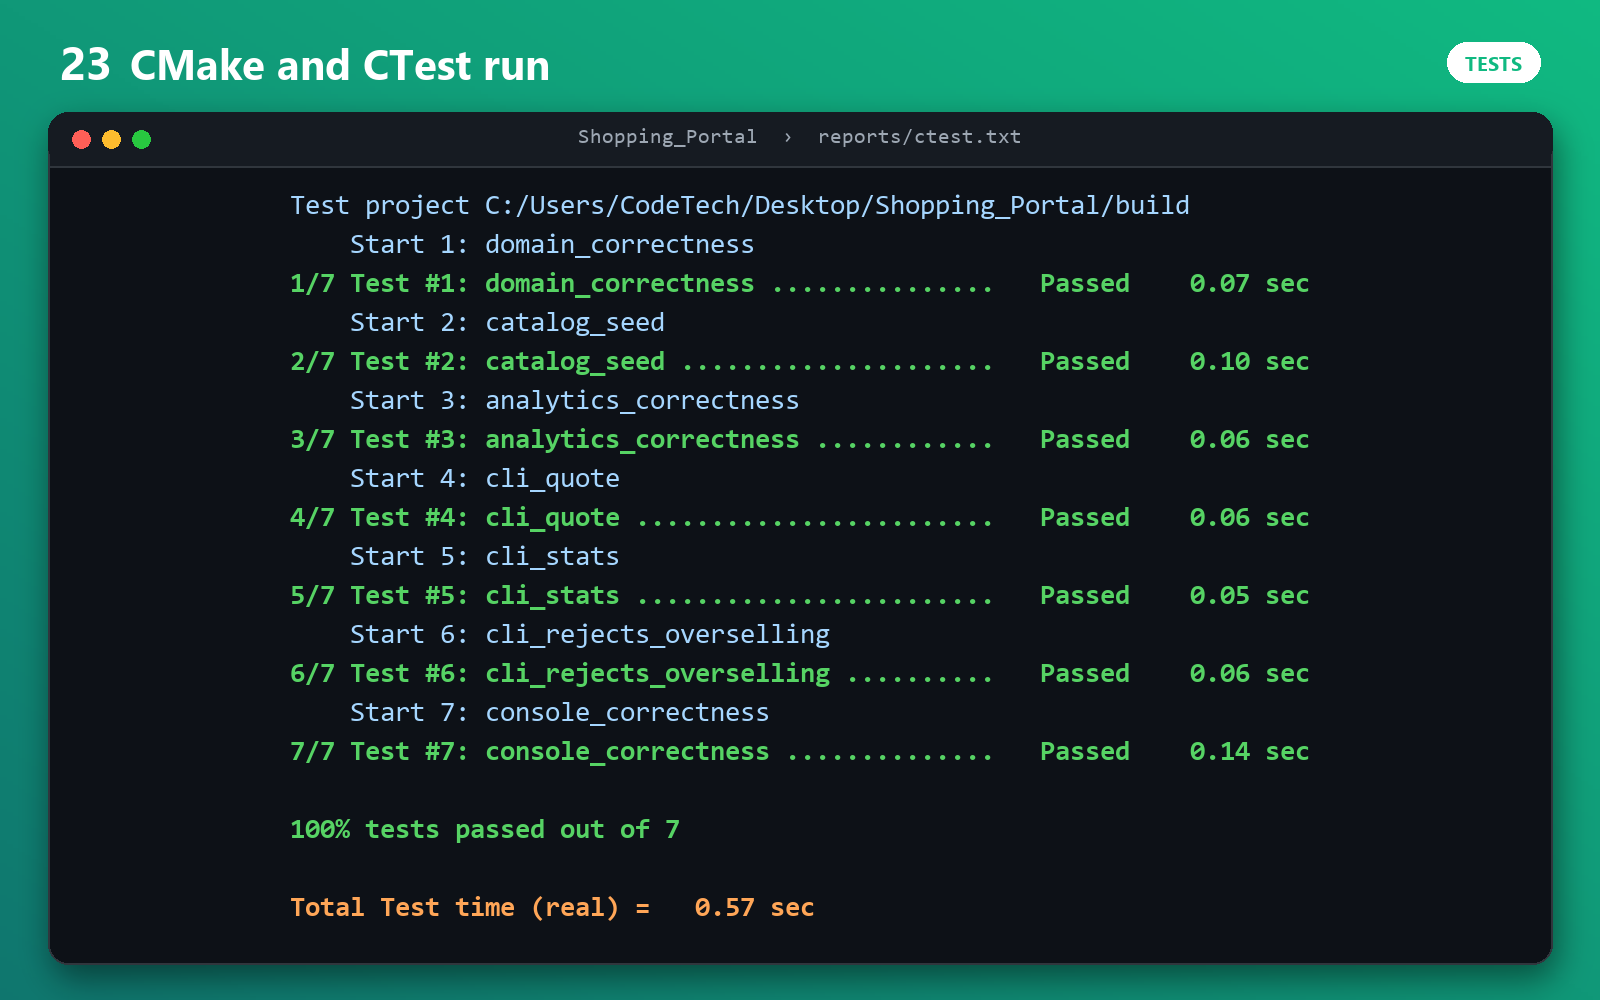 23 CMake and CTest run
TESTS
Shopping_Portal › reports/ctest.txt
Test project C:/Users/CodeTech/Desktop/Shopping_Portal/build
    Start 1: domain_correctness
1/7 Test #1: domain_correctness ...............   Passed    0.07 sec
    Start 2: catalog_seed
2/7 Test #2: catalog_seed .....................   Passed    0.10 sec
    Start 3: analytics_correctness
3/7 Test #3: analytics_correctness ............   Passed    0.06 sec
    Start 4: cli_quote
4/7 Test #4: cli_quote ........................   Passed    0.06 sec
    Start 5: cli_stats
5/7 Test #5: cli_stats ........................   Passed    0.05 sec
    Start 6: cli_rejects_overselling
6/7 Test #6: cli_rejects_overselling ..........   Passed    0.06 sec
    Start 7: console_correctness
7/7 Test #7: console_correctness ..............   Passed    0.14 sec
100% tests passed out of 7
Total Test time (real) =   0.57 sec